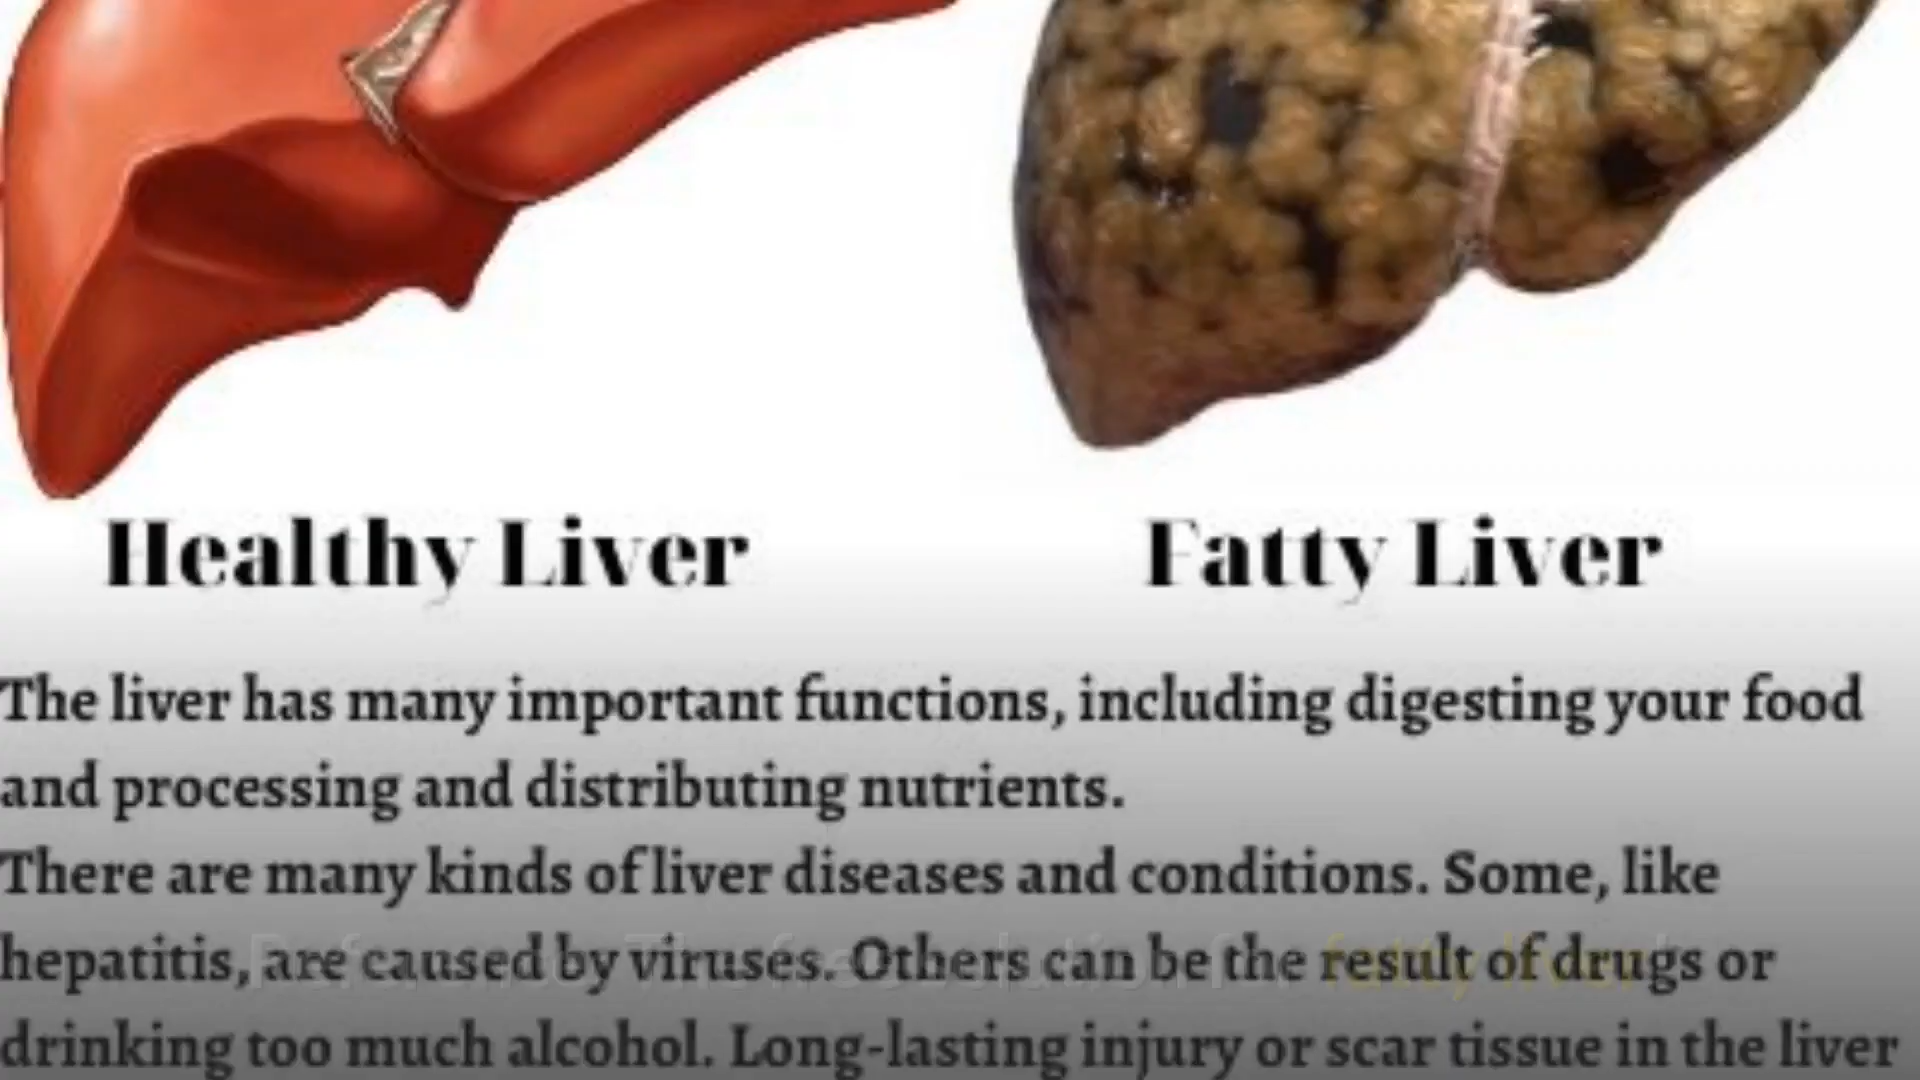 Healthy Liver
Fatty Liver
The liver has many important functions, including digesting your food
and processing and distributing nutrients.
There are many kinds of liver diseases and conditions. Some, like
hepatitis, are caused by viruses. Others can be the result of drugs or
drinking too much alcohol. Long-lasting injury or scar tissue in the liver
fatty liver